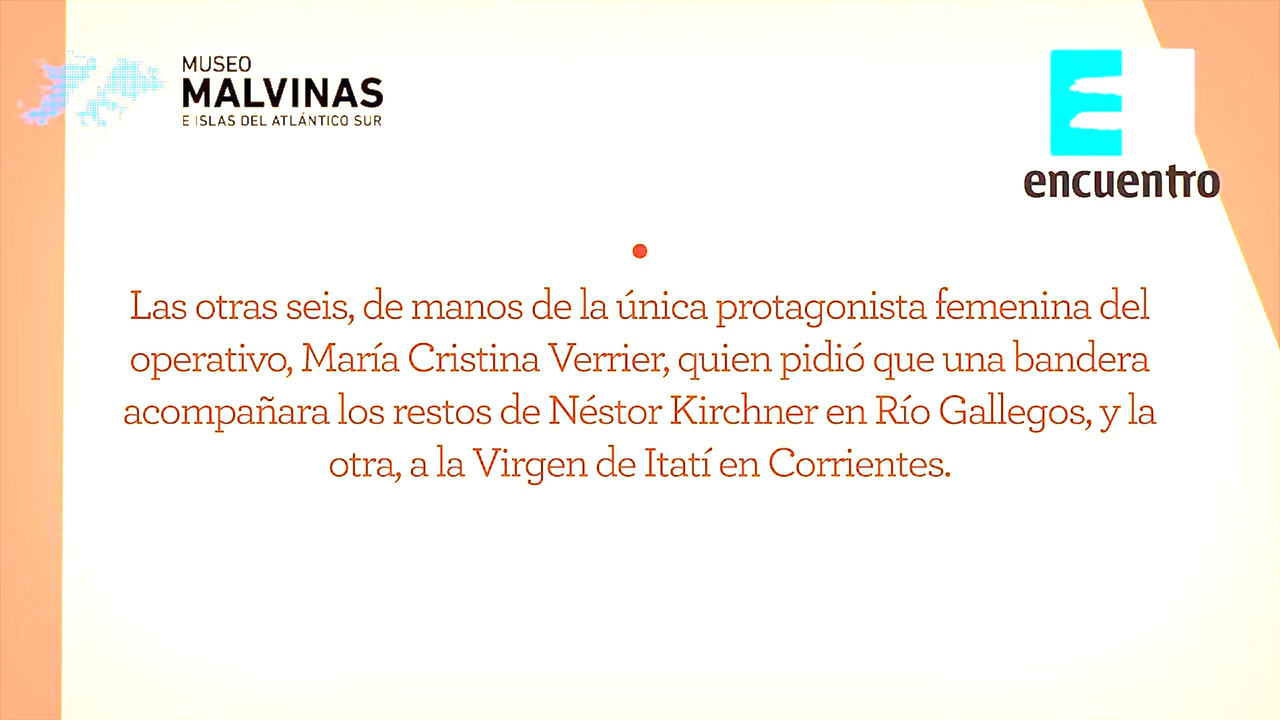 MUSEO
MALVINAS
E ISLAS DEL ATLÁNTICO SUR
E
encuentro
Las otras seis, de manos de la única protagonista femenina del
operativo, María Cristina Verrier, quien pidió que una bandera
acompañara los restos de Néstor Kirchner en Río Gallegos, y la
otra, a la Virgen de Itatí en Corrientes.